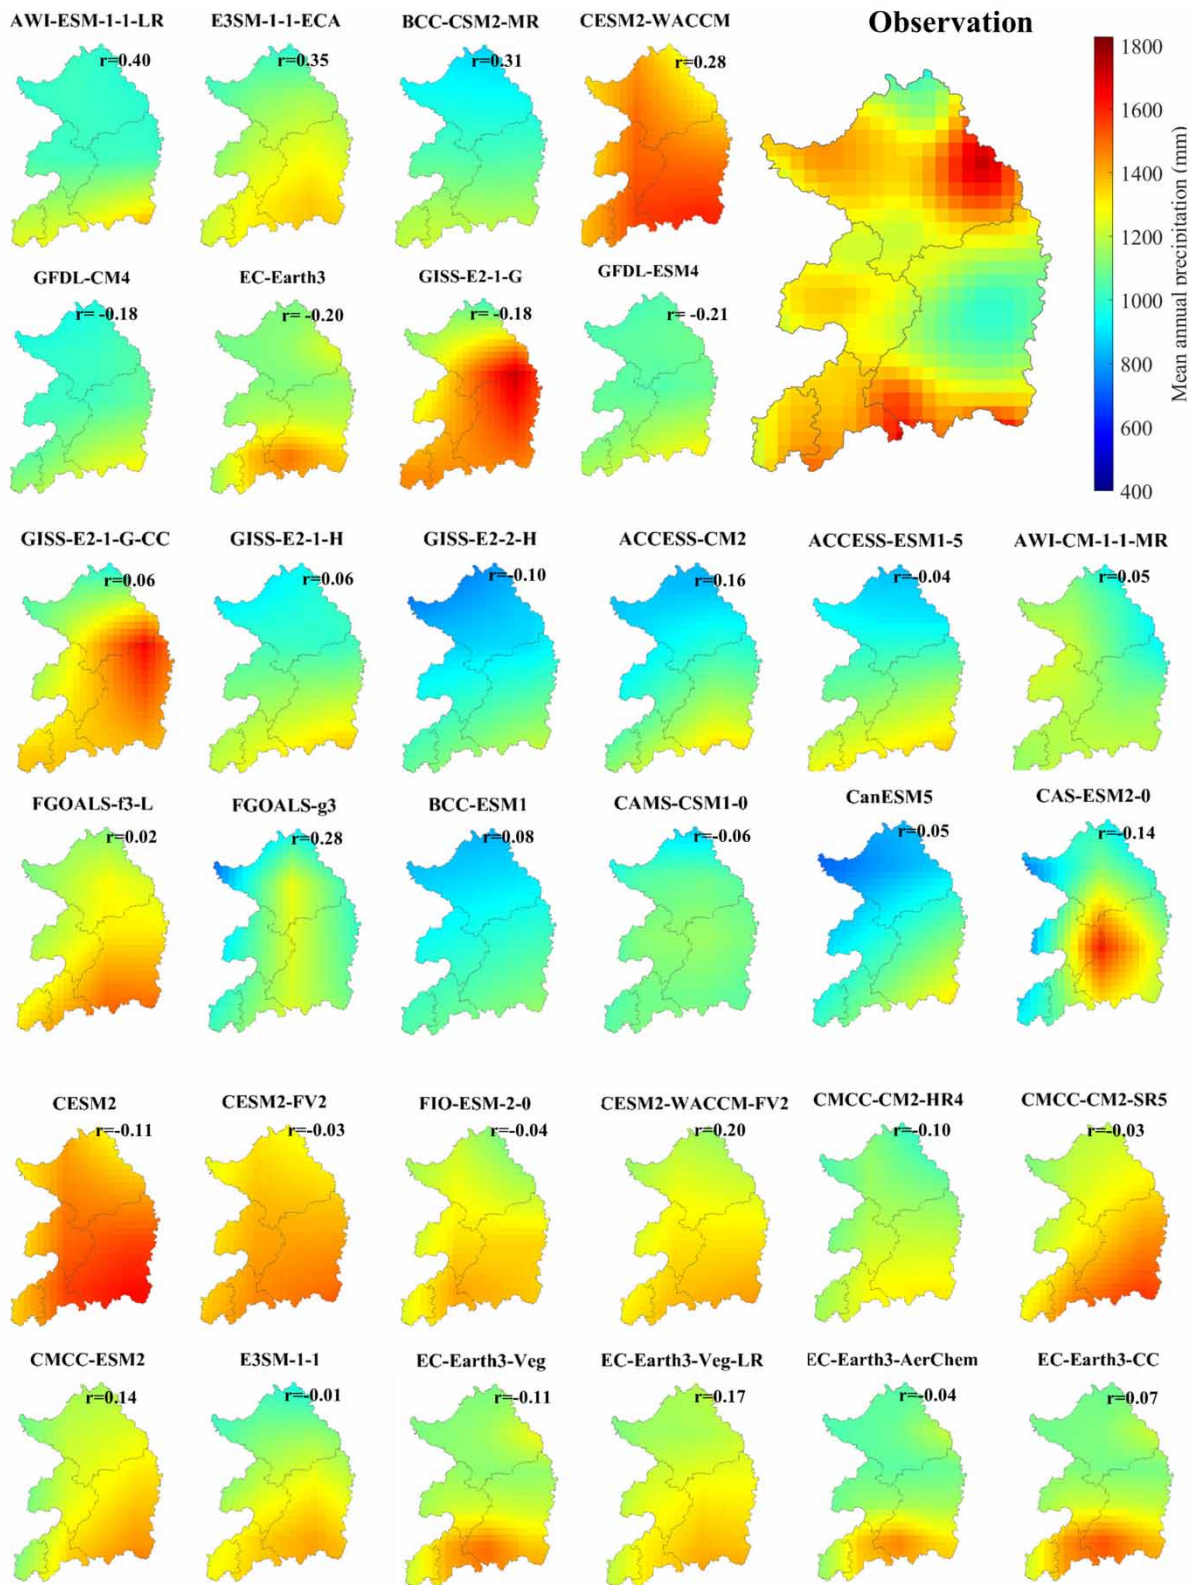 AWI-ESM-1-1-LR E3SM-1-1-ECA BCC-CSM2-MR CESM2-WACCM Observation
r=0.40 r=0.35 r=0.31 r=0.28
GFDL-CM4 EC-Earth3 GISS-E2-1-G GFDL-ESM4
r= -0.18 r= -0.20 r= -0.18 r= -0.21
1800
1600
1400
1200
1000
800
600
400
Mean annual precipitation (mm)
GISS-E2-1-G-CC GISS-E2-1-H GISS-E2-2-H ACCESS-CM2 ACCESS-ESM1-5 AWI-CM-1-1-MR
r=0.06 r=0.06 r=-0.10 r=0.16 r=-0.04 r=0.05
FGOALS-f3-L FGOALS-g3 BCC-ESM1 CAMS-CSM1-0 CanESM5 CAS-ESM2-0
r=0.02 r=0.28 r=0.08 r=-0.06 r=0.05 r=-0.14
CESM2 CESM2-FV2 FIO-ESM-2-0 CESM2-WACCM-FV2 CMCC-CM2-HR4 CMCC-CM2-SR5
r=-0.11 r=-0.03 r=-0.04 r=0.20 r=-0.10 r=-0.03
CMCC-ESM2 E3SM-1-1 EC-Earth3-Veg EC-Earth3-Veg-LR EC-Earth3-AerChem EC-Earth3-CC
r=0.14 r=-0.01 r=-0.11 r=0.17 r=-0.04 r=0.07